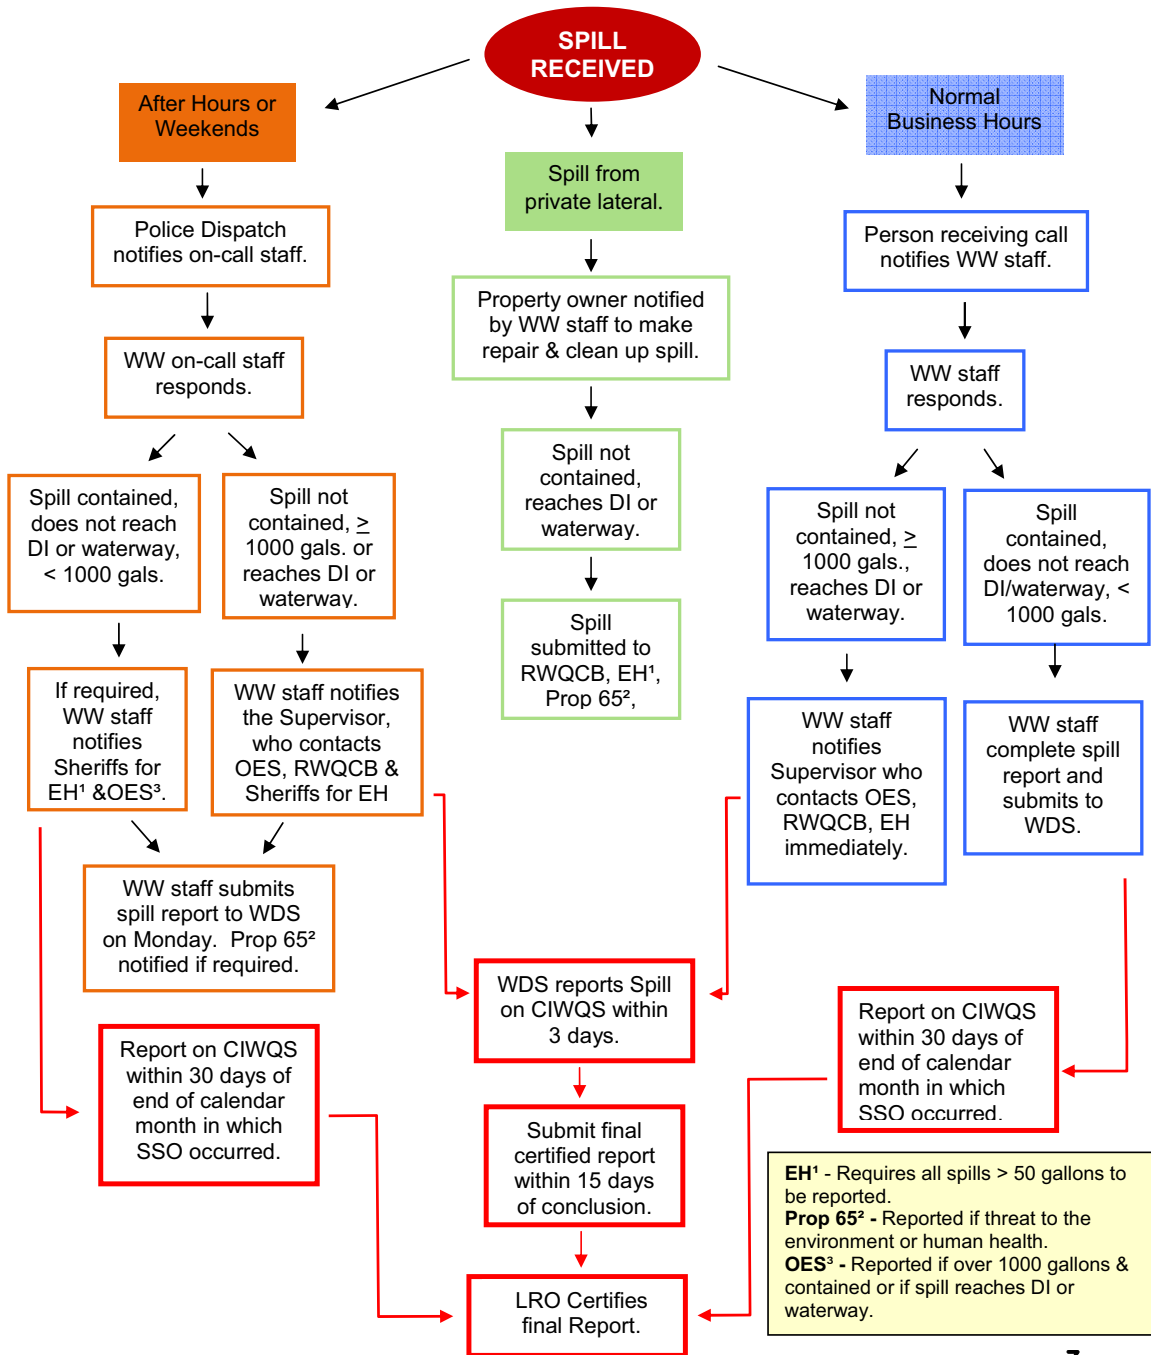 SPILL
RECEIVED
After Hours or
Weekends
Normal
Business Hours
Spill from
private lateral.
Police Dispatch
notifies on-call staff.
Person receiving call
notifies WW staff.
Property owner notified
by WW staff to make
repair & clean up spill.
WW on-call staff
responds.
WW staff
responds.
Spill not
contained,
reaches DI or
waterway.
Spill contained,
does not reach
DI or waterway,
< 1000 gals.
Spill not
contained, ≥
1000 gals. or
reaches DI or
waterway.
Spill not
contained, ≥
1000 gals.,
reaches DI or
waterway.
Spill
contained,
does not reach
DI/waterway, <
1000 gals.
Spill
submitted to
RWQCB, EH¹,
Prop 65²,
If required,
WW staff
notifies
Sheriffs for
EH¹ &OES³.
WW staff notifies
the Supervisor,
who contacts
OES, RWQCB &
Sheriffs for EH
WW staff
notifies
Supervisor who
contacts OES,
RWQCB, EH
immediately.
WW staff
complete spill
report and
submits to
WDS.
WW staff submits
spill report to WDS
on Monday. Prop 65²
notified if required.
WDS reports Spill
on CIWQS within
3 days.
Report on CIWQS
within 30 days of
end of calendar
month in which
SSO occurred.
Report on CIWQS
within 30 days of
end of calendar
month in which
SSO occurred.
Submit final
certified report
within 15 days
of conclusion.
LRO Certifies
final Report.
EH¹ - Requires all spills > 50 gallons to
be reported.
Prop 65² - Reported if threat to the
environment or human health.
OES³ - Reported if over 1000 gallons &
contained or if spill reaches DI or
waterway.